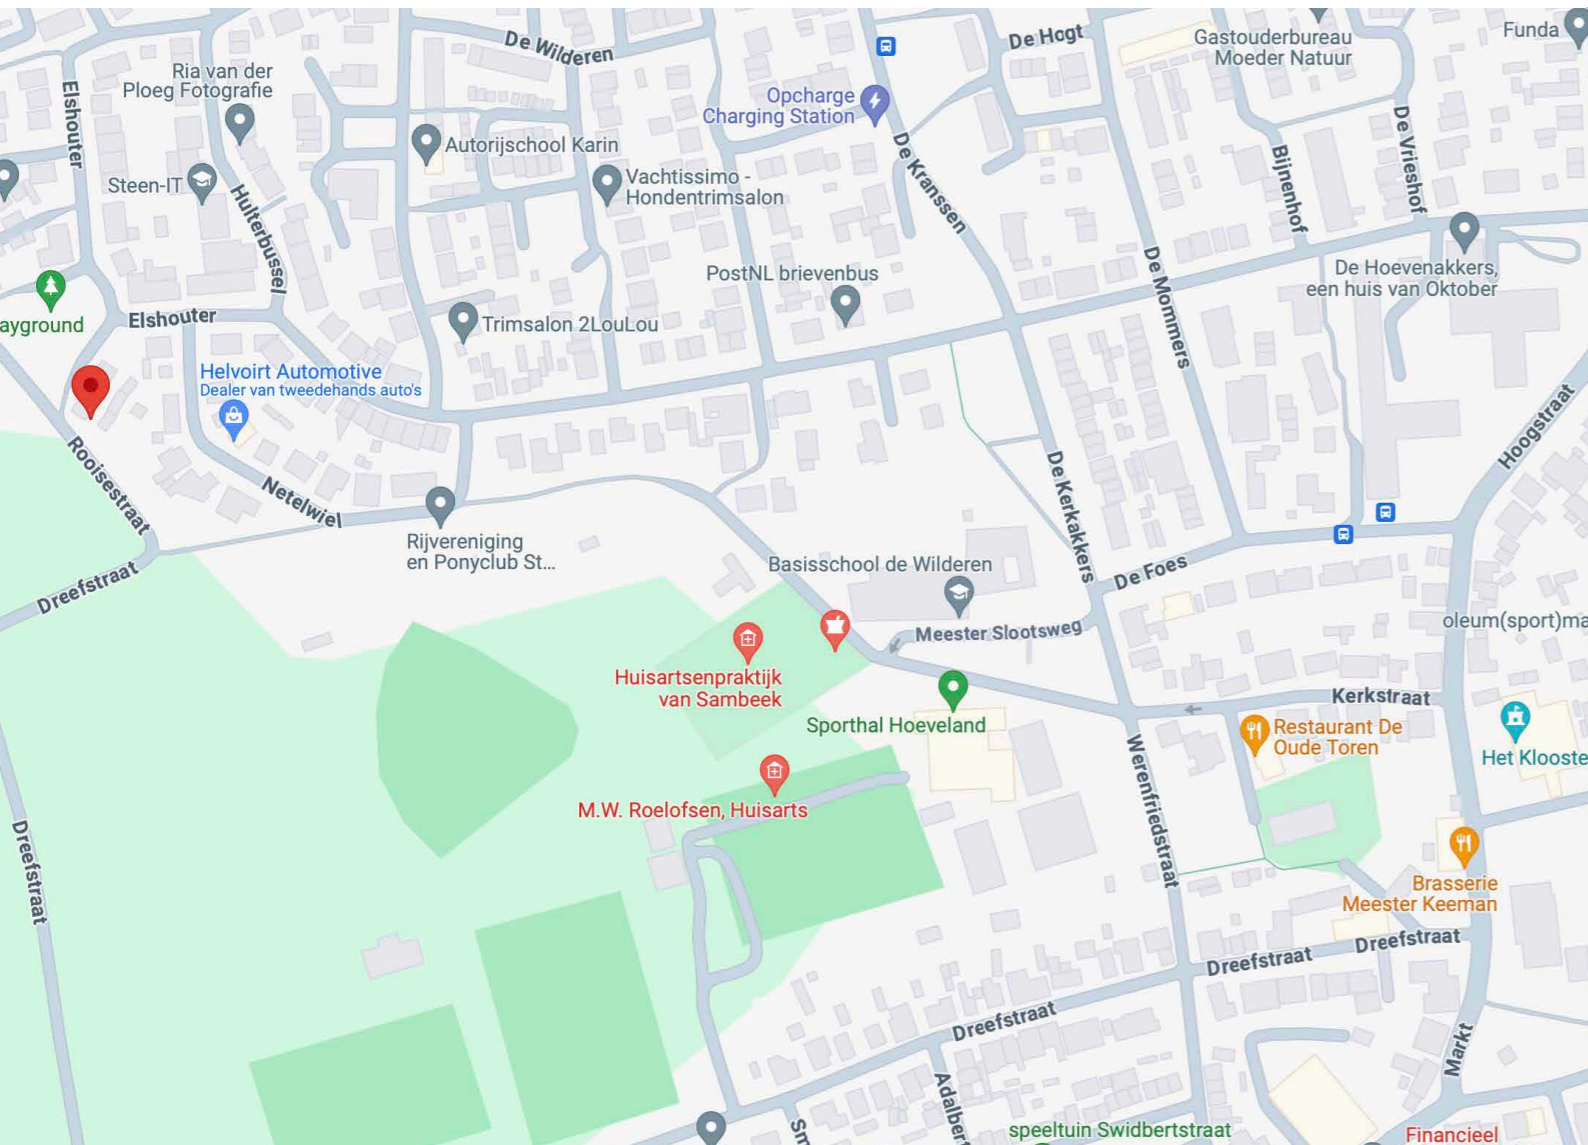 De Wilderen
De Hogt
Gastouderbureau
Moeder Natuur
Funda
Elshouter
Ria van der
Ploeg Fotografie
Opcharge
Charging Station
De Kranssen
De Vrieshof
Autorijschool Karin
Bijnenhof
Steen-IT
Hulterbussel
Vachtissimo -
Hondentrimsalon
De Mommers
PostNL brievenbus
De Hoevenakkers,
een huis van Oktober
ayground
Elshouter
Trimsalon 2LouLou
Helvoirt Automotive
Dealer van tweedehands auto's
Hoogstraat
Rooisestraat
Netelwiel
De Kerkakkers
Rijvereniging
en Ponyclub St...
Basisschool de Wilderen
De Foes
Dreefstraat
Meester Slootsweg
oleum(sport)ma
Huisartsenpraktijk
van Sambeek
Kerkstraat
Sporthal Hoeveland
Restaurant De
Oude Toren
Het Klooste
Werenfriedstraat
M.W. Roelofsen, Huisarts
Dreefstraat
Brasserie
Meester Keeman
Dreefstraat
Dreefstraat
Dreefstraat
Markt
Adalber
Sm
speeltuin Swidbertstraat
Financieel